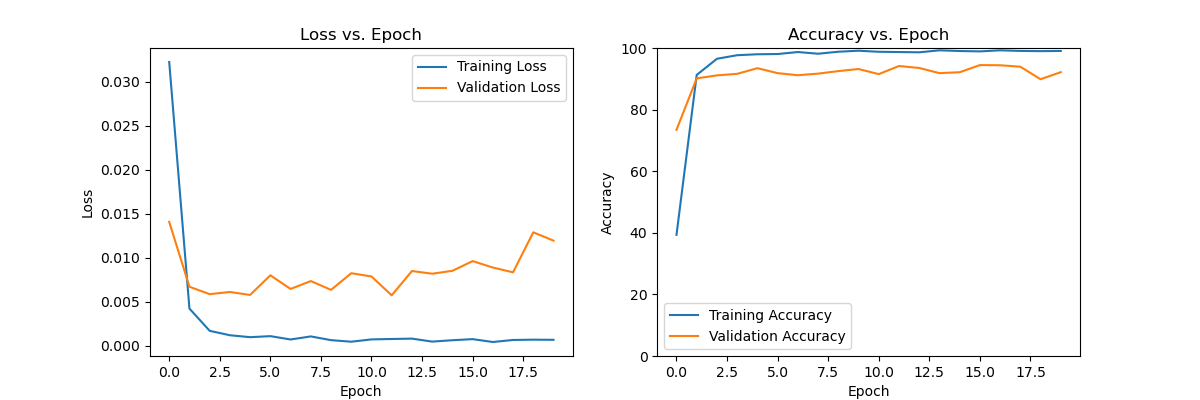 Loss vs. Epoch
Training Loss
Validation Loss
0.030
0.025
0.020
0.015
0.010
0.005
0.000
Loss
0.0 2.5 5.0 7.5 10.0 12.5 15.0 17.5
Epoch
Accuracy vs. Epoch
100
80
60
40
20
0
Accuracy
Training Accuracy
Validation Accuracy
0.0 2.5 5.0 7.5 10.0 12.5 15.0 17.5
Epoch